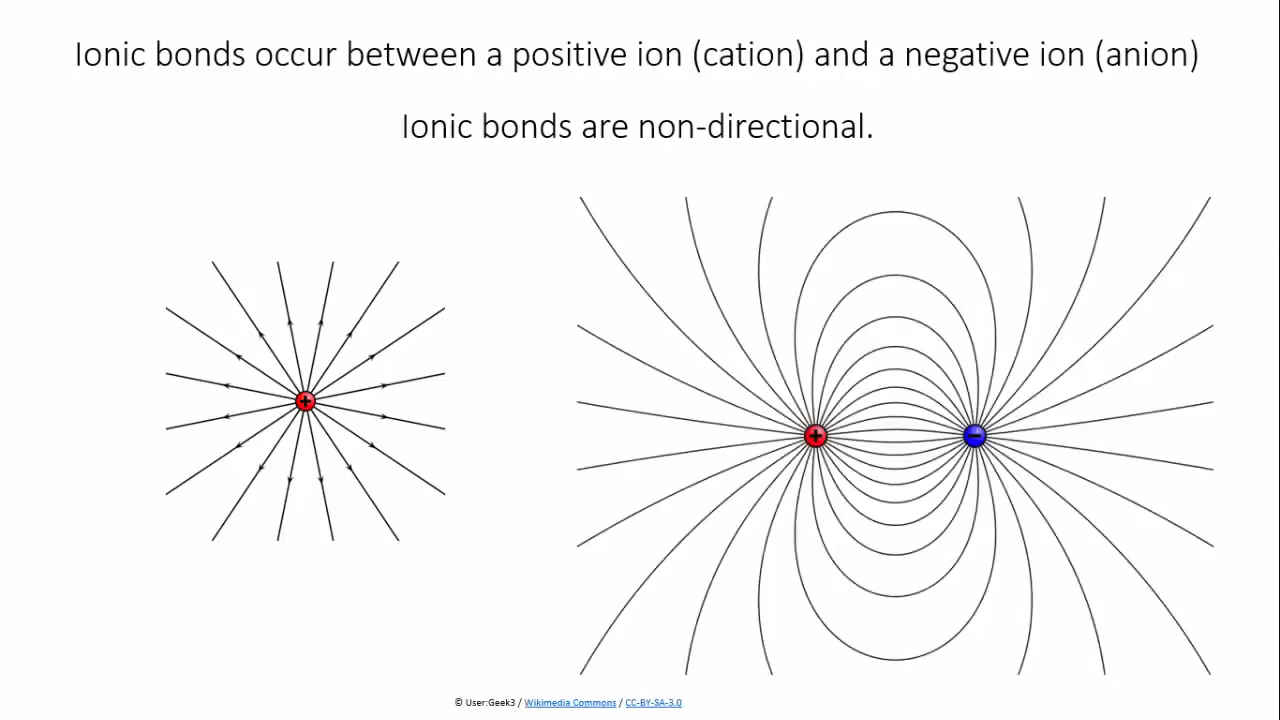 Ionic bonds occur between a positive ion (cation) and a negative ion (anion)
Ionic bonds are non-directional.
+
+
−
© User:Geek3 / Wikimedia Commons / CC-BY-SA-3.0